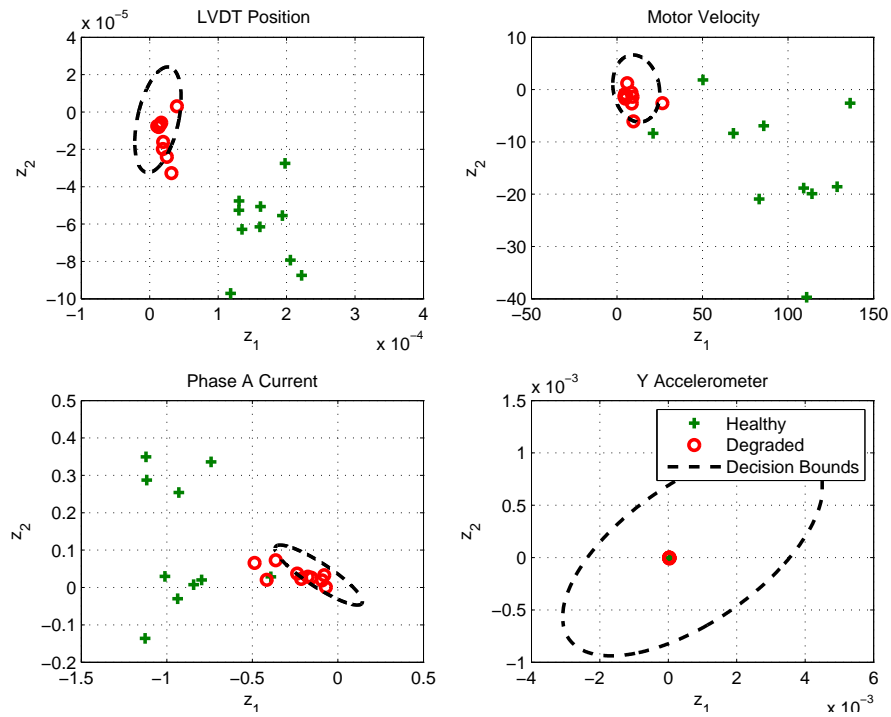 LVDT Position
x 10⁻⁵
4
2
0
−2
−4
−6
−8
−10
z₂
−1
0
1
2
3
4
z₁
x 10⁻⁴
Motor Velocity
10
0
−10
−20
−30
−40
z₂
−50
0
50
100
150
z₁
Phase A Current
0.5
0.4
0.3
0.2
0.1
0
−0.1
−0.2
z₂
−1.5
−1
−0.5
0
0.5
z₁
Y Accelerometer
x 10⁻³
1.5
1
0.5
0
−0.5
−1
z₂
Healthy
Degraded
Decision Bounds
−4
−2
0
2
4
6
z₁
x 10⁻³